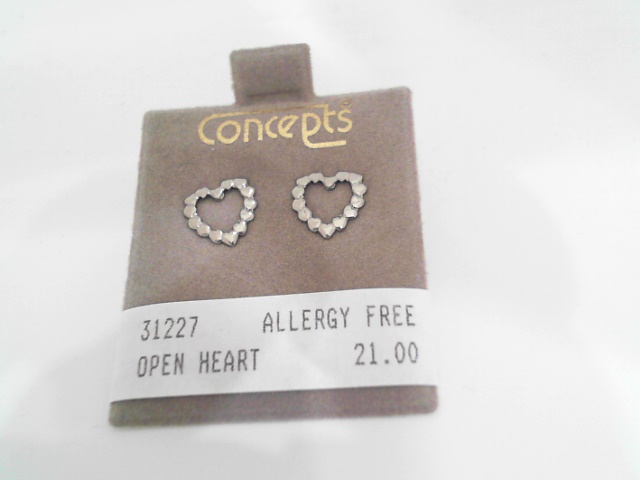 Concepts
31227 ALLERGY FREE
OPEN HEART 21.00